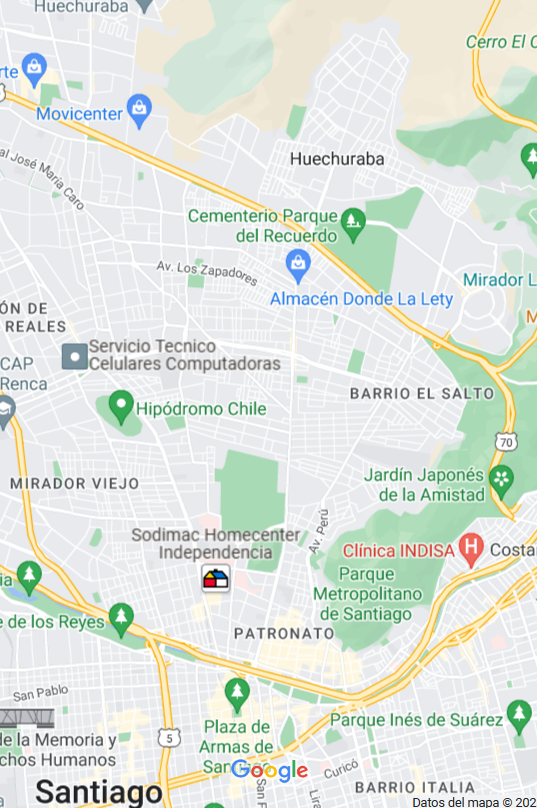 Huechuraba
Cerro El C
rte
Movicenter
al José María Caro
Huechuraba
Cementerio Parque
del Recuerdo
Av. Los Zapadores
Mirador L
Almacén Donde La Lety
ÓN DE
REALES
M
Servicio Tecnico
Celulares Computadoras
CAP
Renca
BARRIO EL SALTO
Hipódromo Chile
70
MIRADOR VIEJO
Jardín Japonés
de la Amistad
Av. Perú
Sodimac Homecenter
Independencia
Clínica INDISA
H
Costa
Parque
Metropolitano
de Santiago
ia
e de los Reyes
PATRONATO
San Pablo
Parque Inés de Suárez
Plaza de
Armas de
San
5
de la Memoria y
chos Humanos
Google
Curicó
Santiago
San F
Lira
BARRIO ITALIA
Datos del mapa © 202